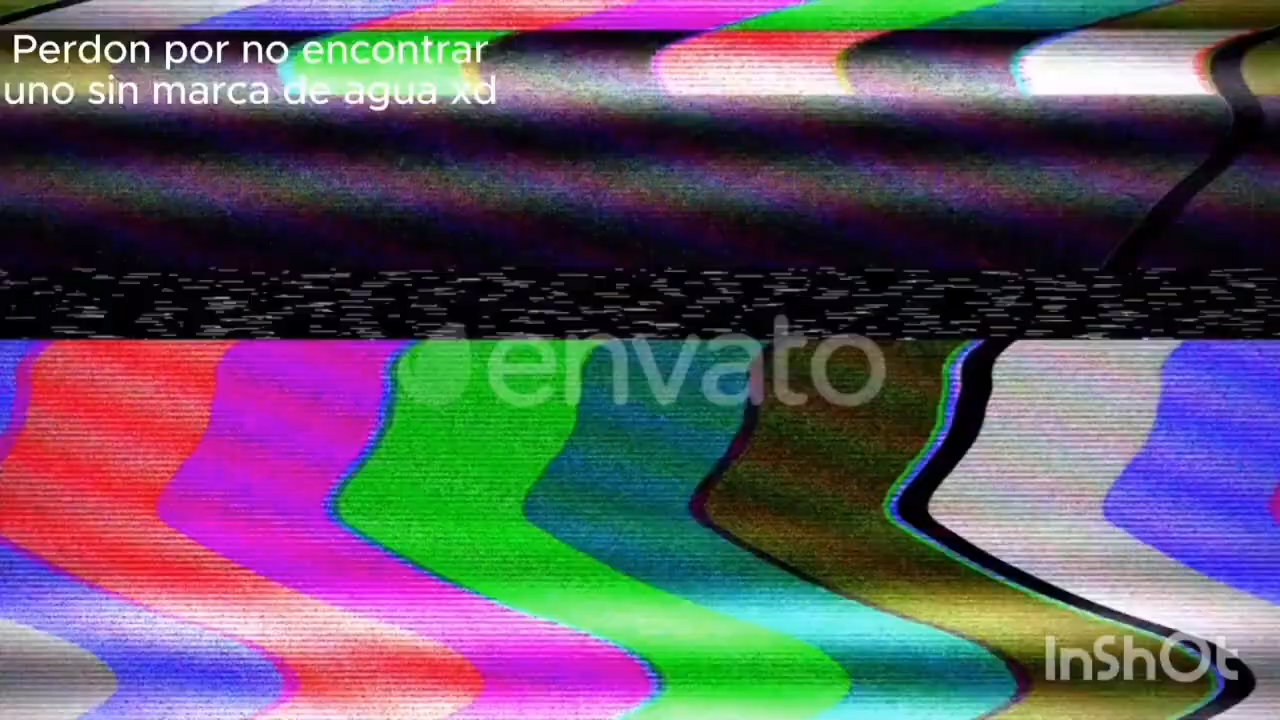 Perdon por no encontrar
uno sin marca de agua xd
envato
InShOt